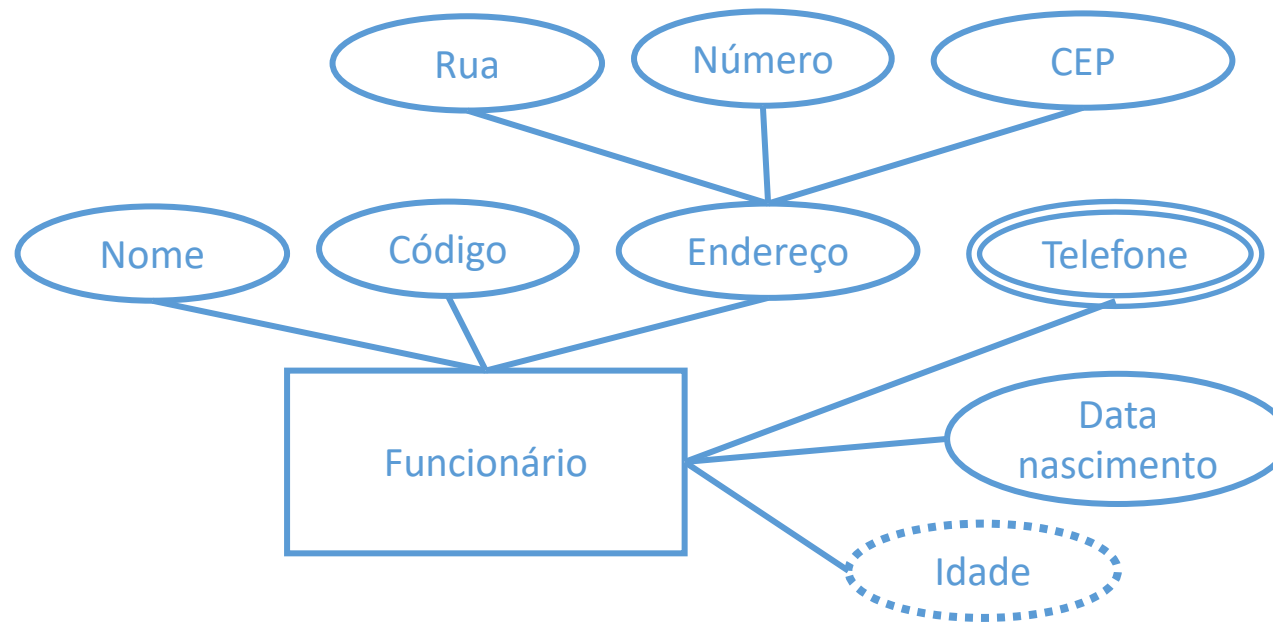 Rua
Número
CEP
Nome
Código
Endereço
Telefone
Funcionário
Data
nascimento
Idade